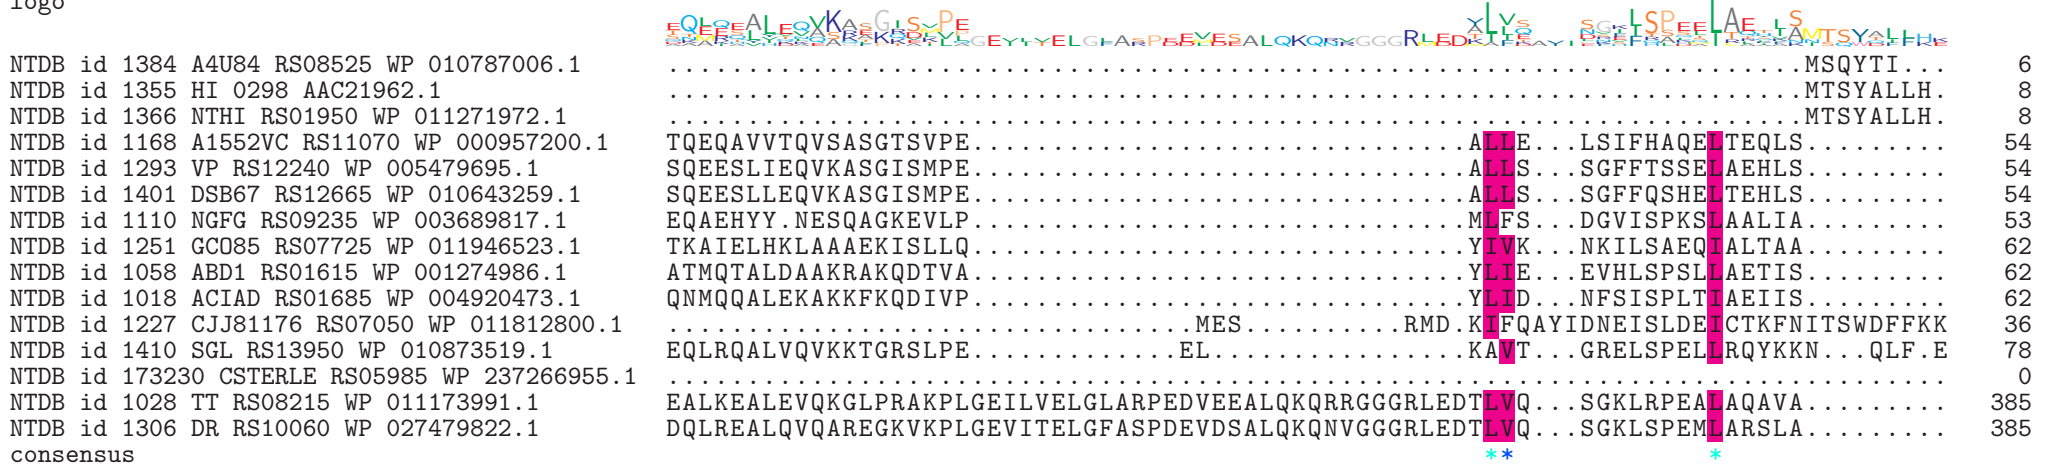 logo
NTDB id 1384 A4U84 RS08525 WP 010787006.1 .......................................................................MSQYTI... 6
NTDB id 1355 HI 0298 AAC21962.1 .......................................................................MTSYALLH. 8
NTDB id 1366 NTHI RS01950 WP 011271972.1 .......................................................................MTSYALLH. 8
NTDB id 1168 A1552VC RS11070 WP 000957200.1 TQEQAVVTQVSASGTSVPE...............................ALLE...LSIFHAQELTEQLS......... 54
NTDB id 1293 VP RS12240 WP 005479695.1 SQEESLIEQVKASGISMPE...............................ALLS...SGFFTSSELAEHLS......... 54
NTDB id 1401 DSB67 RS12665 WP 010643259.1 SQEESLLEQVKASGISMPE...............................ALLS...SGFFQSHELTEHLS......... 54
NTDB id 1110 NGFG RS09235 WP 003689817.1 EQAEHYY.NESQAGKEVLP...............................MLFS...DGVISPKSLAALIA......... 53
NTDB id 1251 GCO85 RS07725 WP 011946523.1 TKAIELHKLAAAEKISLLQ...............................YIVK...NKILSAEQIALTAA......... 62
NTDB id 1058 ABD1 RS01615 WP 001274986.1 ATMQTALDAAKRAKQDTVA...............................YLIE...EVHLSPSLLAETIS......... 62
NTDB id 1018 ACIAD RS01685 WP 004920473.1 QNMQQALEKAKKFKQDIVP...............................YLID...NFSISPLTIAEIIS......... 62
NTDB id 1227 CJJ81176 RS07050 WP 011812800.1 .................................MES..........RMD.KIFQAYIDNEISLDEICTKFNITSWDFFKK 36
NTDB id 1410 SGL RS13950 WP 010873519.1 EQLRQALVQVKKTGRSLPE.............EL................KAVT...GRELSPELLRQYKKN...QLF.E 78
NTDB id 173230 CSTERLE RS05985 WP 237266955.1 ................................................................................ 0
NTDB id 1028 TT RS08215 WP 011173991.1 EALKEALEVQKGLPRAKPLGEILVELGLARPEDVEEALQKQRRGGGRLEDTLVQ...SGKLRPEALAQAVA......... 385
NTDB id 1306 DR RS10060 WP 027479822.1 DQLREALQVQAREGKVKPLGEVITELGFASPDEVDSALQKQNVGGGRLEDTLVQ...SGKLSPEMLARSLA......... 385
consensus ** *